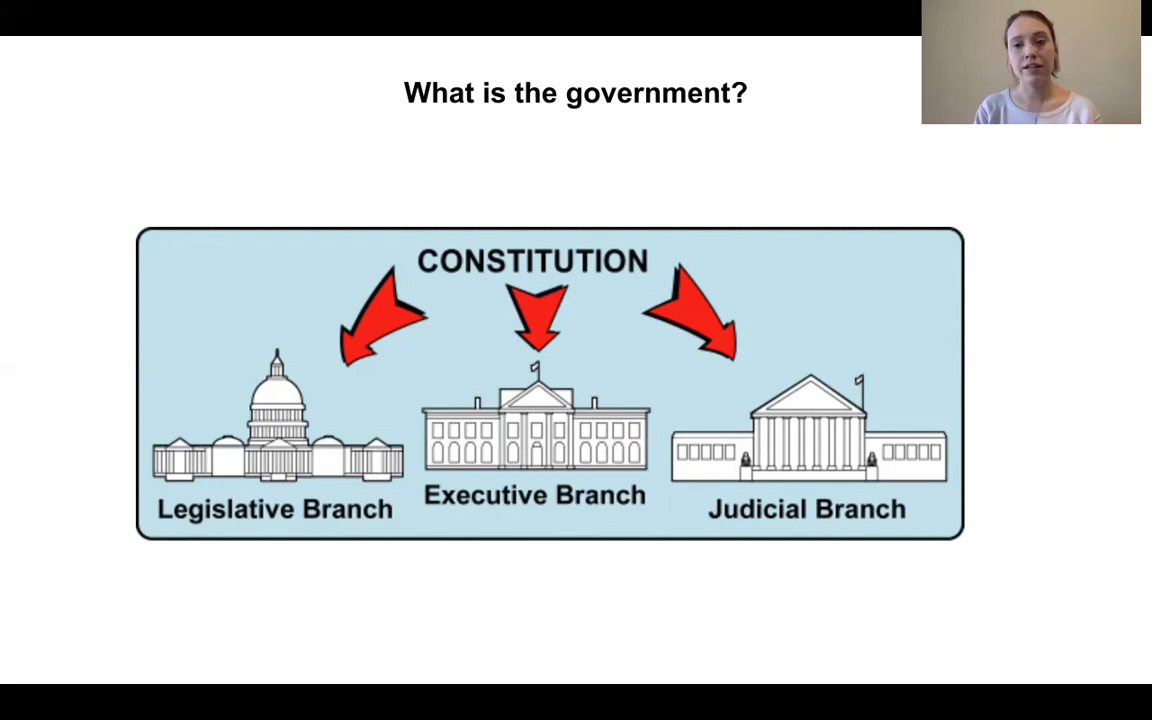 What is the government?
CONSTITUTION
Legislative Branch
Executive Branch
Judicial Branch